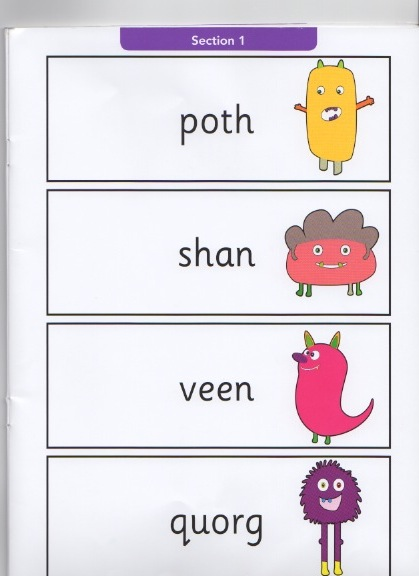 Section 1
poth
shan
veen
quorg